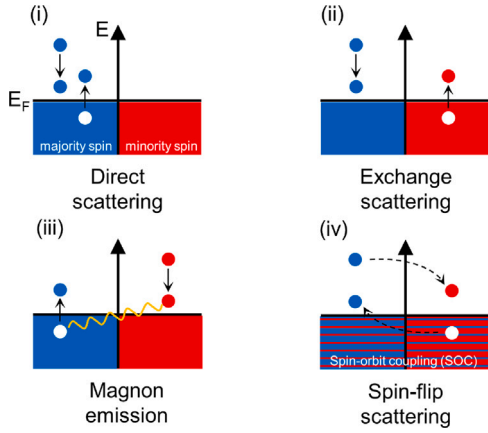 (i)
E
E_F
majority spin
minority spin
Direct
scattering
(ii)
Exchange
scattering
(iii)
Magnon
emission
(iv)
Spin-orbit coupling (SOC)
Spin-flip
scattering